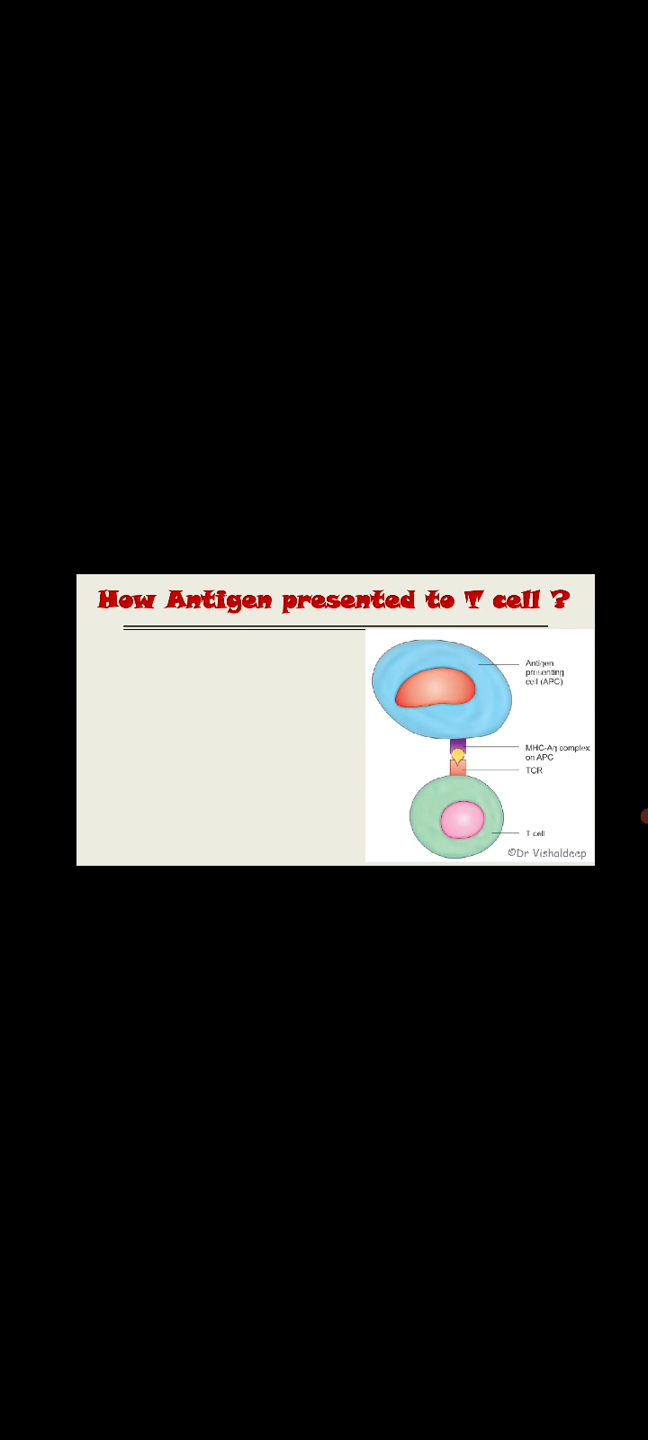 How Antigen presented to T cell ?
Antigen
presenting
cell (APC)
MHC-Ag complex
on APC
TCR
T cell
©Dr Vishaldeep